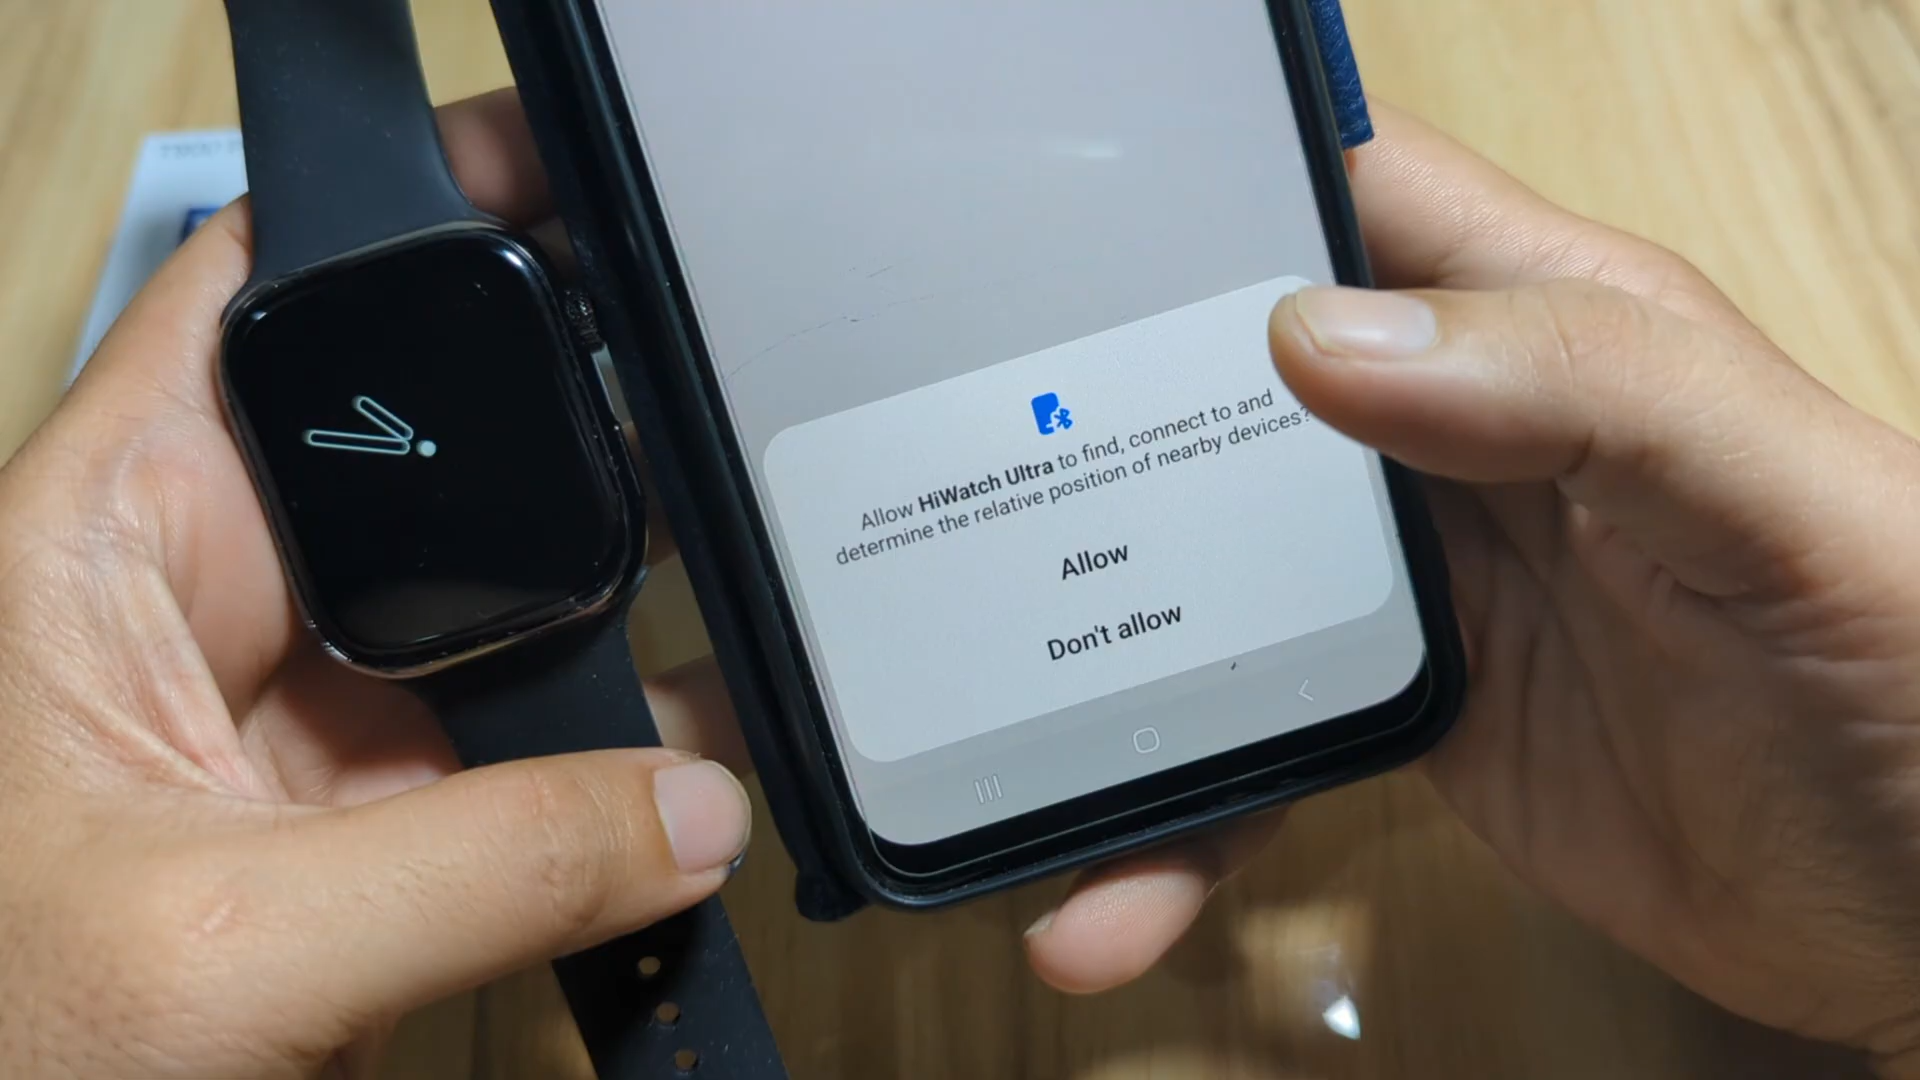 Allow HiWatch Ultra to find, connect to and
determine the relative position of nearby devices?
Allow
Don't allow